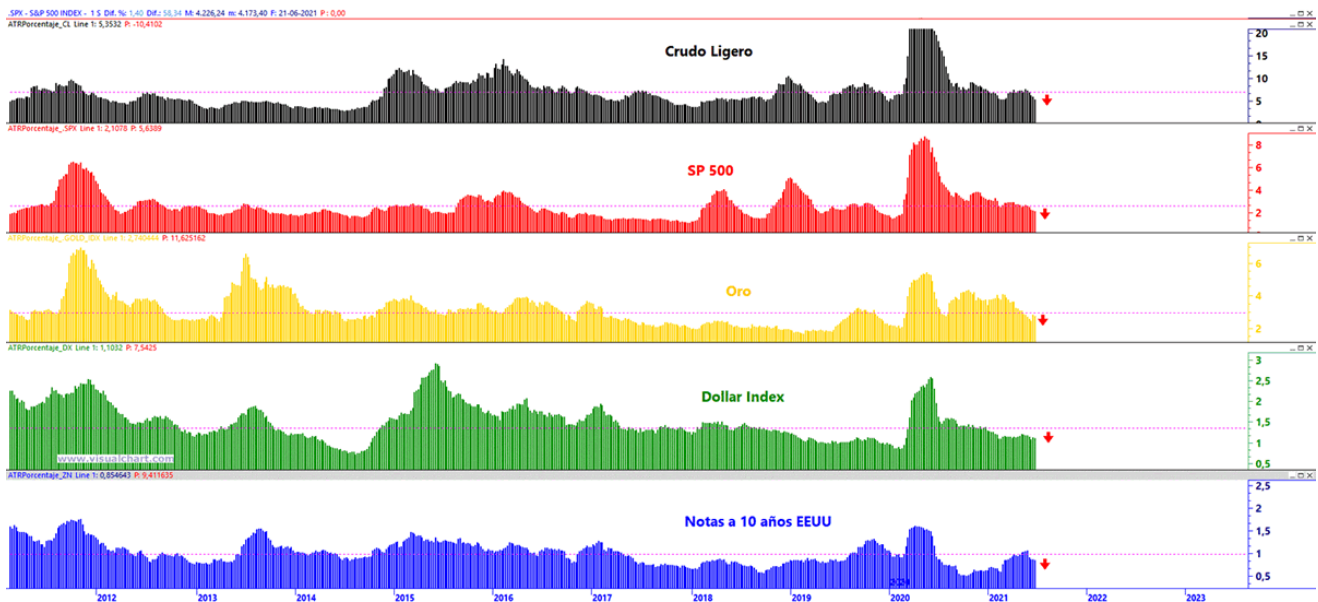 .SPX - S&P 500 INDEX - 1 S Dif. %: 1,40 Dif.: 58,34 M: 4.226,24 m: 4.173,40 F: 21-06-2021 P: 0,00
ATRPorcentaje_CL Line 1: 5,3532 P: -10,4102
Crudo Ligero
20
15
10
5
0
ATRPorcentaje_.SPX Line 1: 2,1078 P: 5,6389
SP 500
8
6
4
2
ATRPorcentaje_.GOLD_IDX Line 1: 2,740444 P: 11,625162
Oro
6
4
2
ATRPorcentaje_DX Line 1: 1,1032 P: 7,5425
Dollar Index
3
2,5
2
1,5
1
0,5
www.visualchart.com
ATRPorcentaje_ZN Line 1: 0,854643 P: 9,411635
Notas a 10 años EEUU
2,5
2
1,5
1
0,5
2020
2012 2013 2014 2015 2016 2017 2018 2019 2020 2021 2022 2023